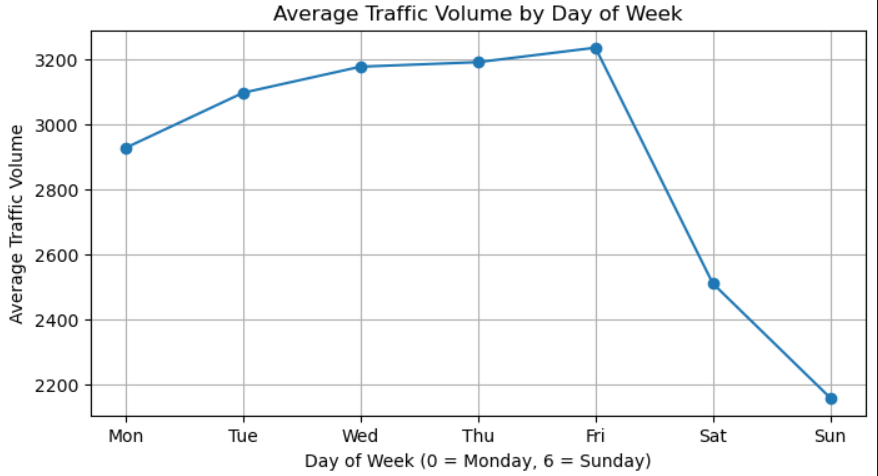 Average Traffic Volume by Day of Week
Average Traffic Volume
3200
3000
2800
2600
2400
2200
Mon Tue Wed Thu Fri Sat Sun
Day of Week (0 = Monday, 6 = Sunday)